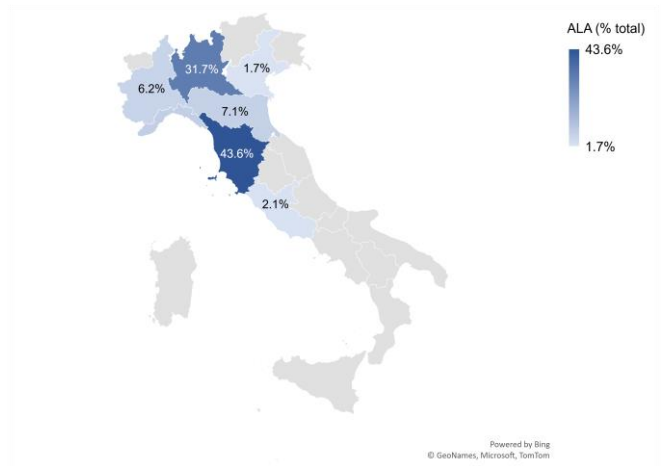 ALA (% total)
43.6%
1.7%
31.7%
1.7%
6.2%
7.1%
43.6%
2.1%
Powered by Bing
© GeoNames, Microsoft, TomTom